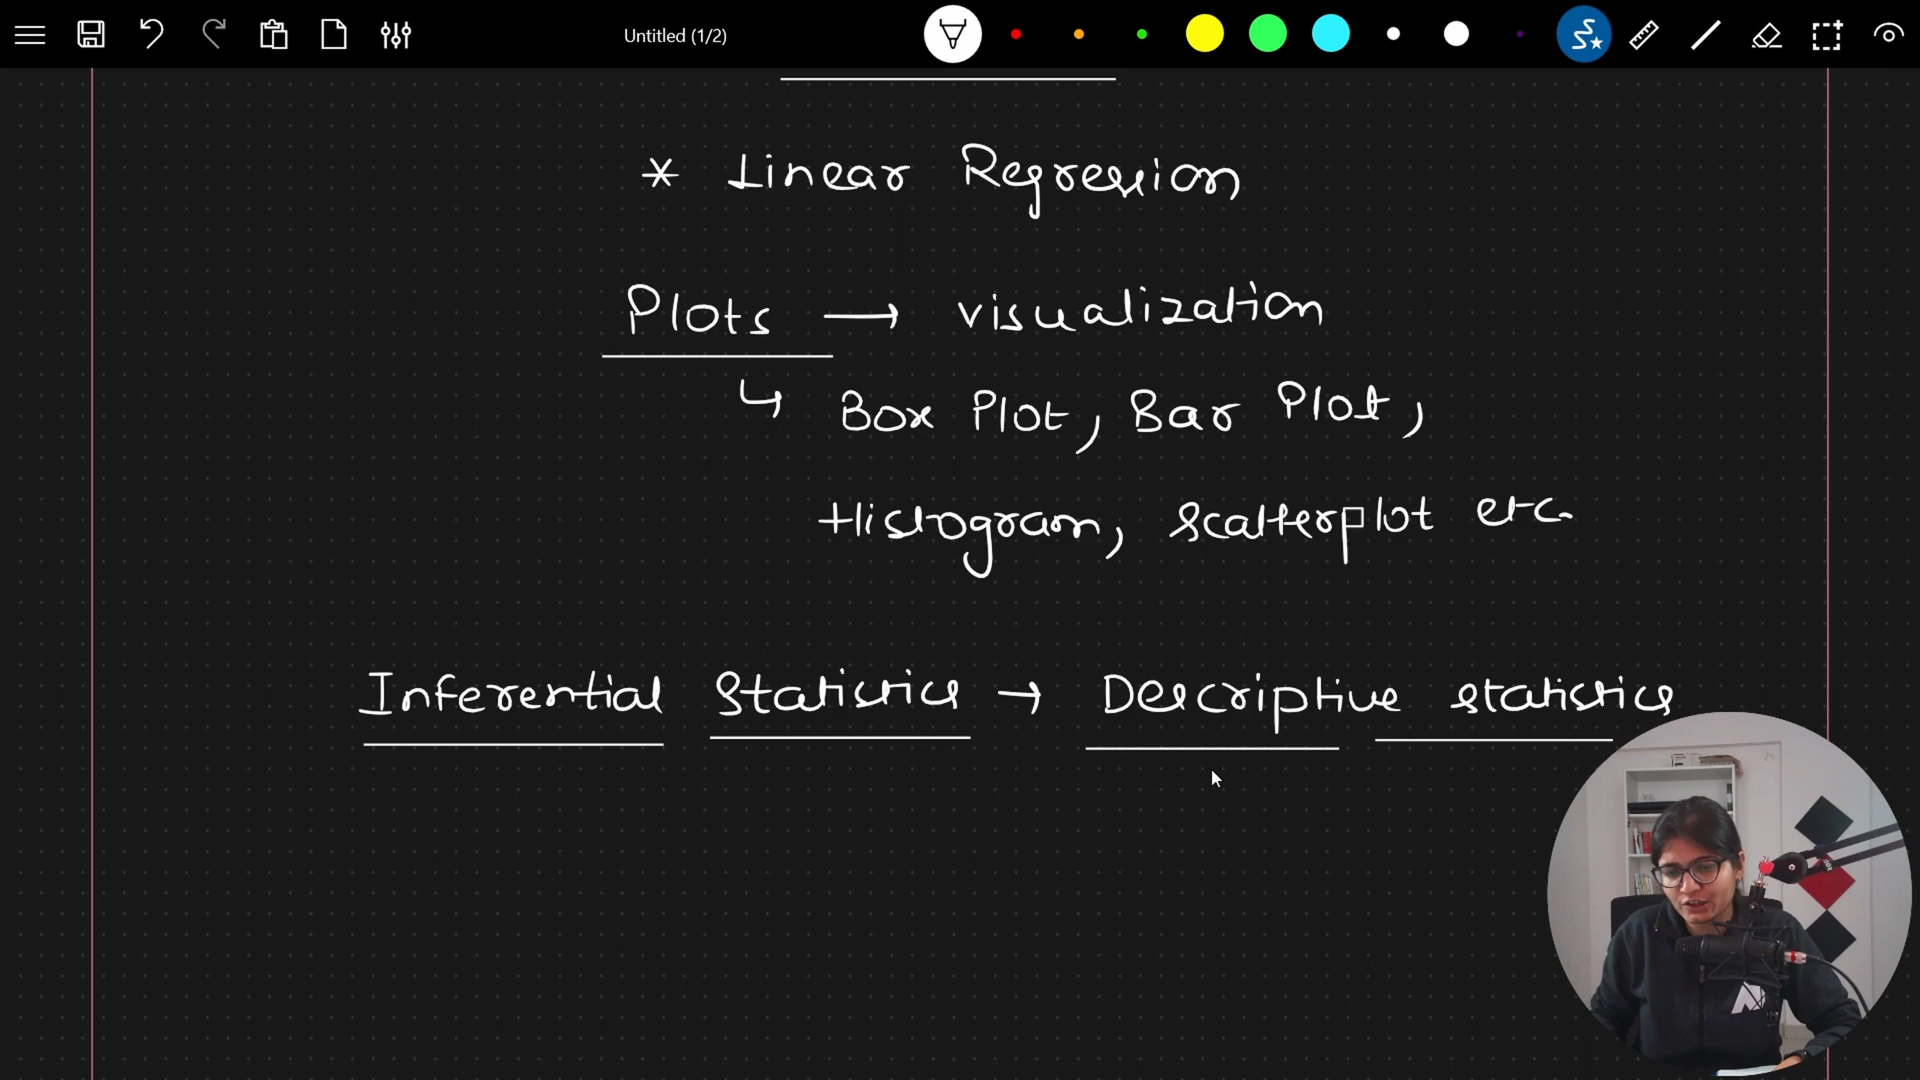 Untitled (1/2)
* Linear Regression
Plots → visualization
↳ Box Plot, Bar Plot,
Histogram, scatterplot etc.
Inferential Statistics → Descriptive statistics